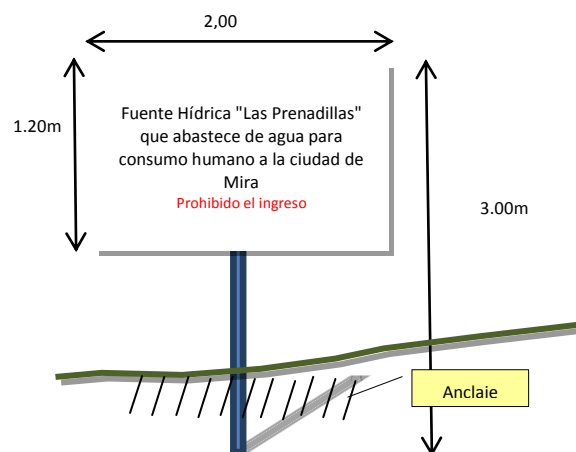 2,00
1.20m
Fuente Hídrica "Las Prenadillas"
que abastece de agua para
consumo humano a la ciudad de
Mira
Prohibido el ingreso
3.00m
Anclaie